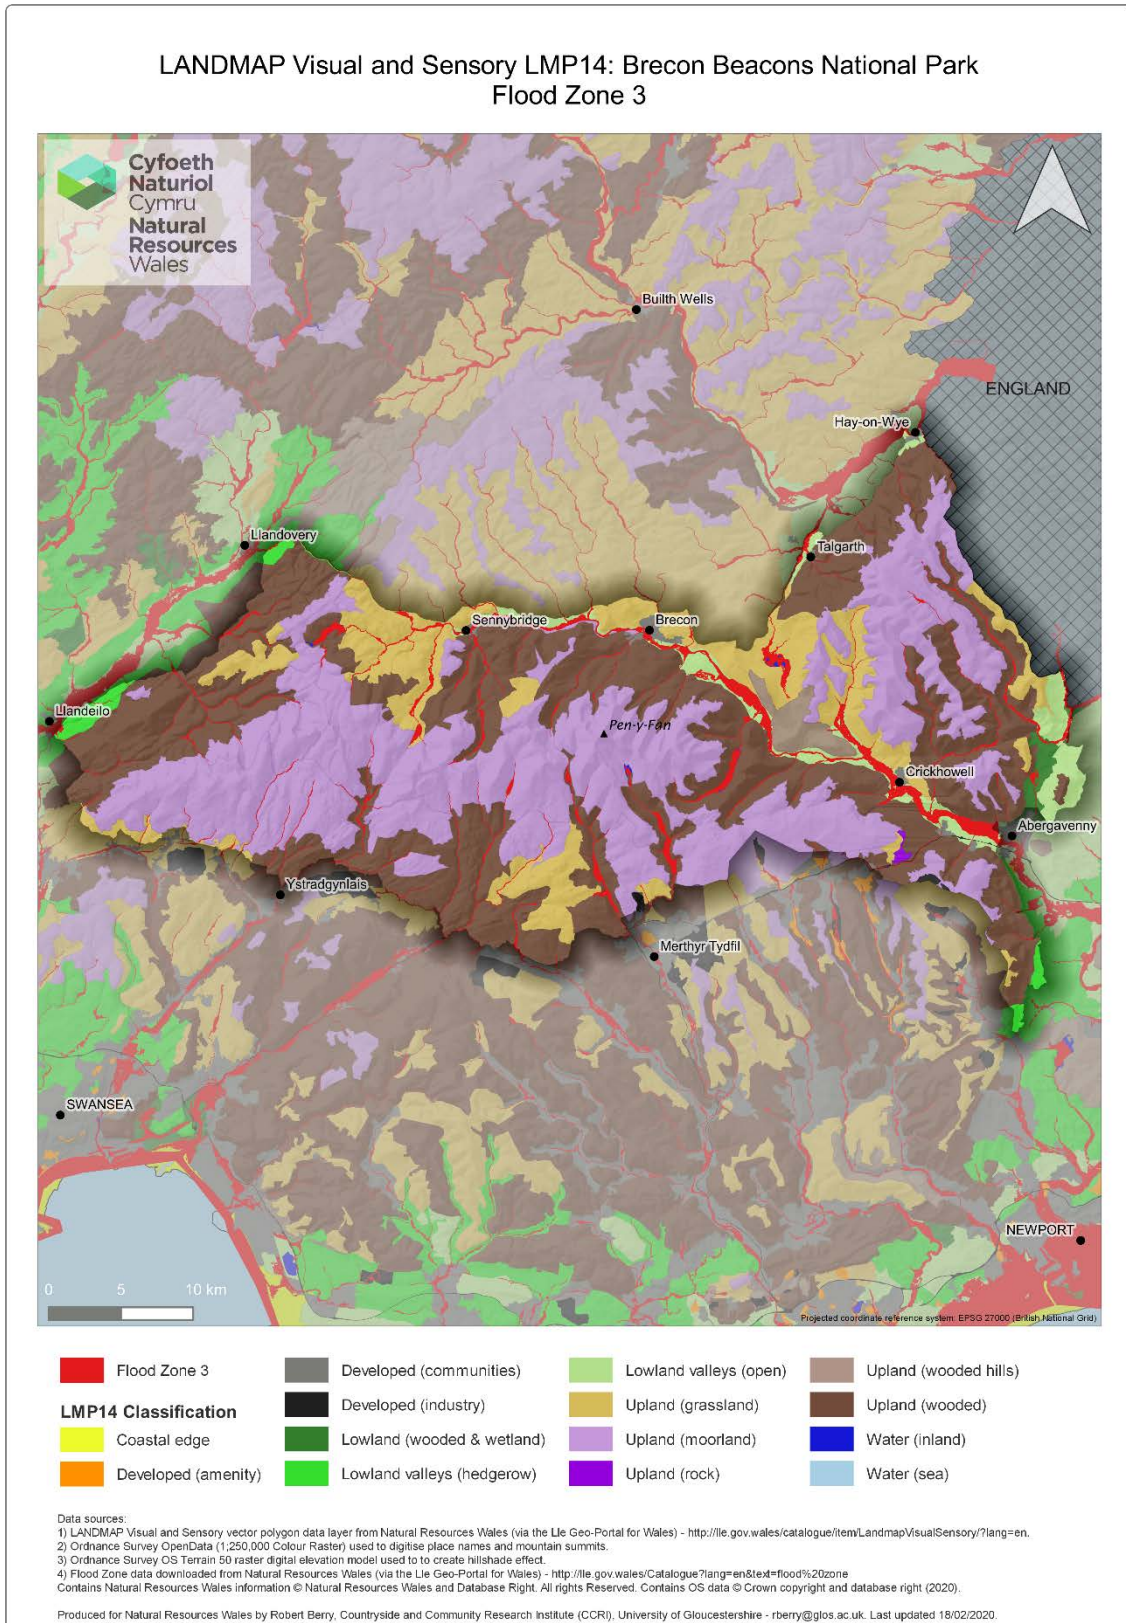 LANDMAP Visual and Sensory LMP14: Brecon Beacons National Park
Flood Zone 3
Cyfoeth
Naturiol
Cymru
Natural
Resources
Wales
Builth Wells
ENGLAND
Hay-on-Wye
Llandovery
Talgarth
Sennybridge
Brecon
Llandeilo
Pen-y-Fan
Crickhowell
Abergavenny
Ystradgynlais
Merthyr Tydfil
SWANSEA
NEWPORT
0 5 10 km
Projected coordinate reference system: EPSG 27000 (British National Grid)
Flood Zone 3
LMP14 Classification
Coastal edge
Developed (amenity)
Developed (communities)
Developed (industry)
Lowland (wooded & wetland)
Lowland valleys (hedgerow)
Lowland valleys (open)
Upland (grassland)
Upland (moorland)
Upland (rock)
Upland (wooded hills)
Upland (wooded)
Water (inland)
Water (sea)
Data sources:
1) LANDMAP Visual and Sensory vector polygon data layer from Natural Resources Wales (via the Lle Geo-Portal for Wales) - http://lle.gov.wales/catalogue/item/LandmapVisualSensory/?lang=en.
2) Ordnance Survey OpenData (1;250,000 Colour Raster) used to digitise place names and mountain summits.
3) Ordnance Survey OS Terrain 50 raster digital elevation model used to to create hillshade effect.
4) Flood Zone data downloaded from Natural Resources Wales (via the Lle Geo-Portal for Wales) - http://lle.gov.wales/Catalogue?lang=en&text=flood%20zone
Contains Natural Resources Wales information © Natural Resources Wales and Database Right. All rights Reserved. Contains OS data © Crown copyright and database right (2020).
Produced for Natural Resources Wales by Robert Berry, Countryside and Community Research Institute (CCRI), University of Gloucestershire - rberry@glos.ac.uk. Last updated 18/02/2020.